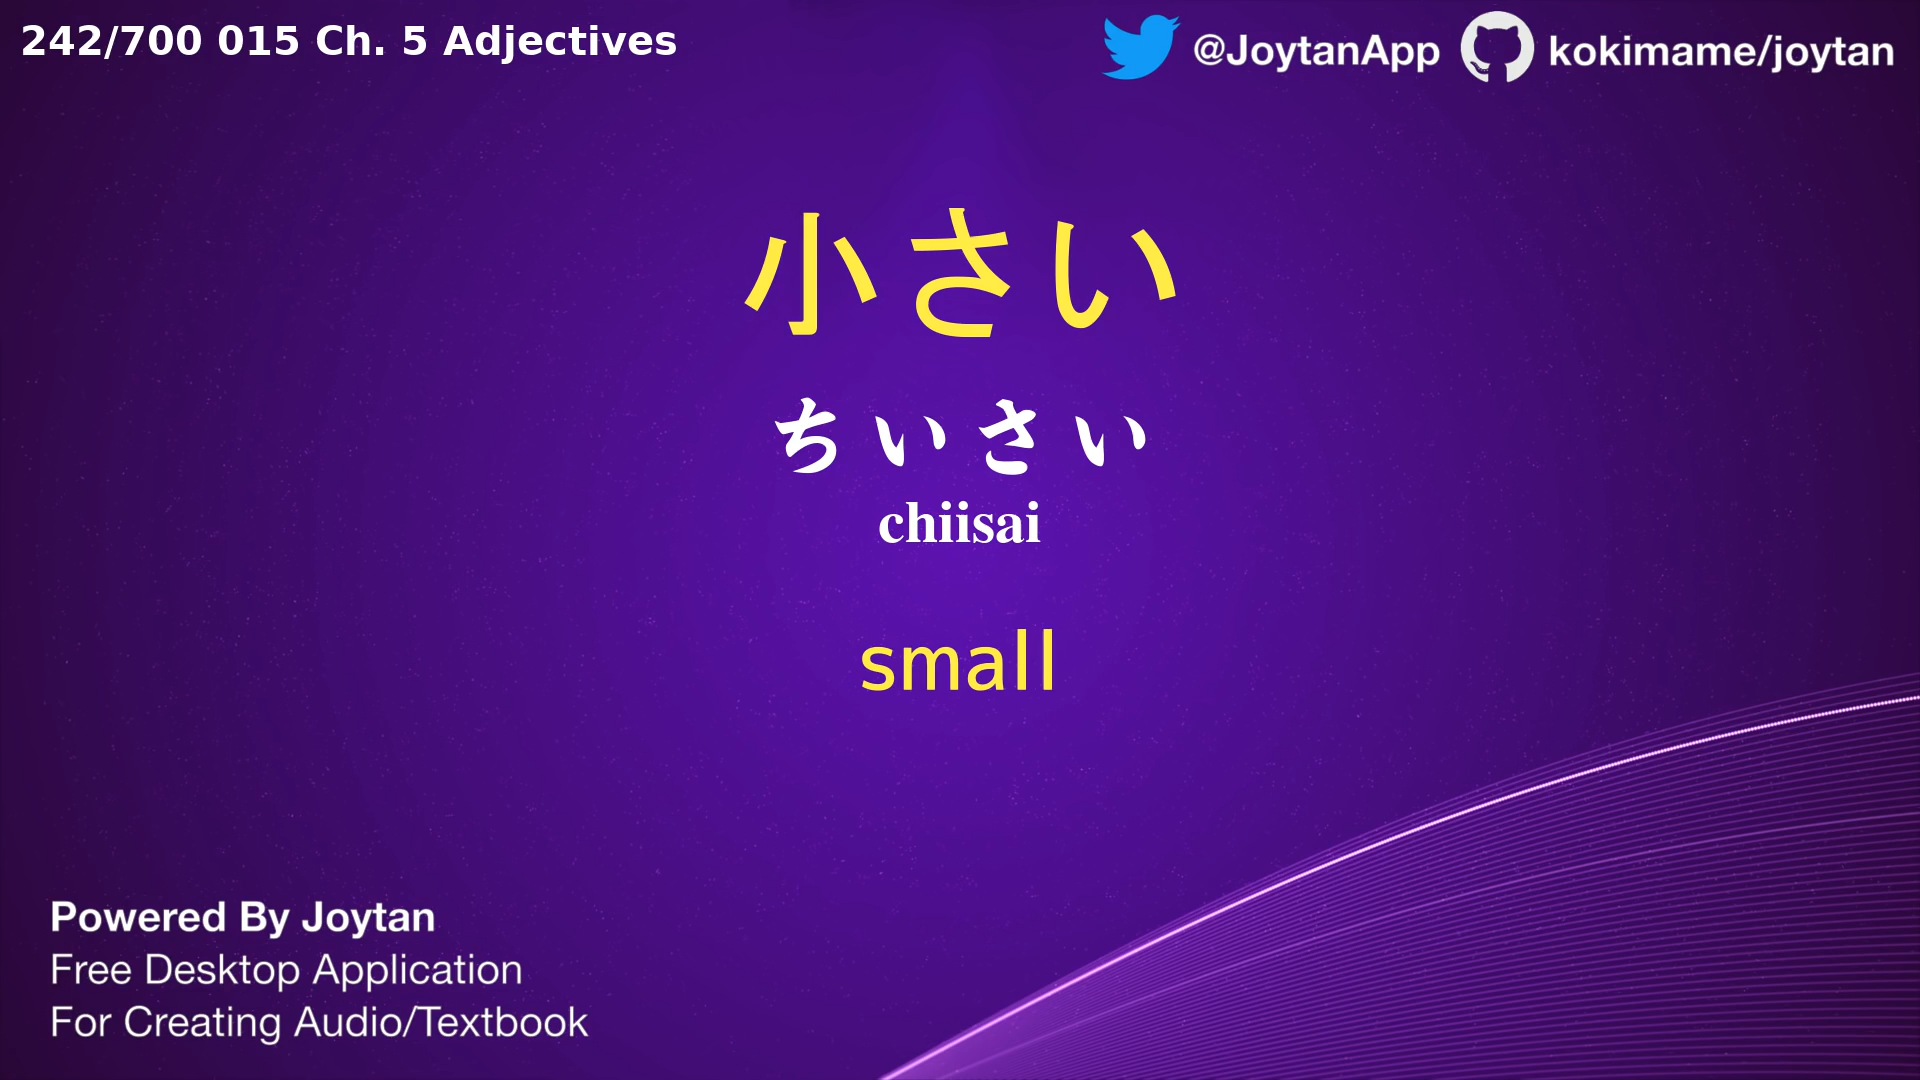 242/700 015 Ch. 5 Adjectives
@JoytanApp kokimame/joytan
小さい
ちいさい
chiisai
small
Powered By Joytan
Free Desktop Application
For Creating Audio/Textbook